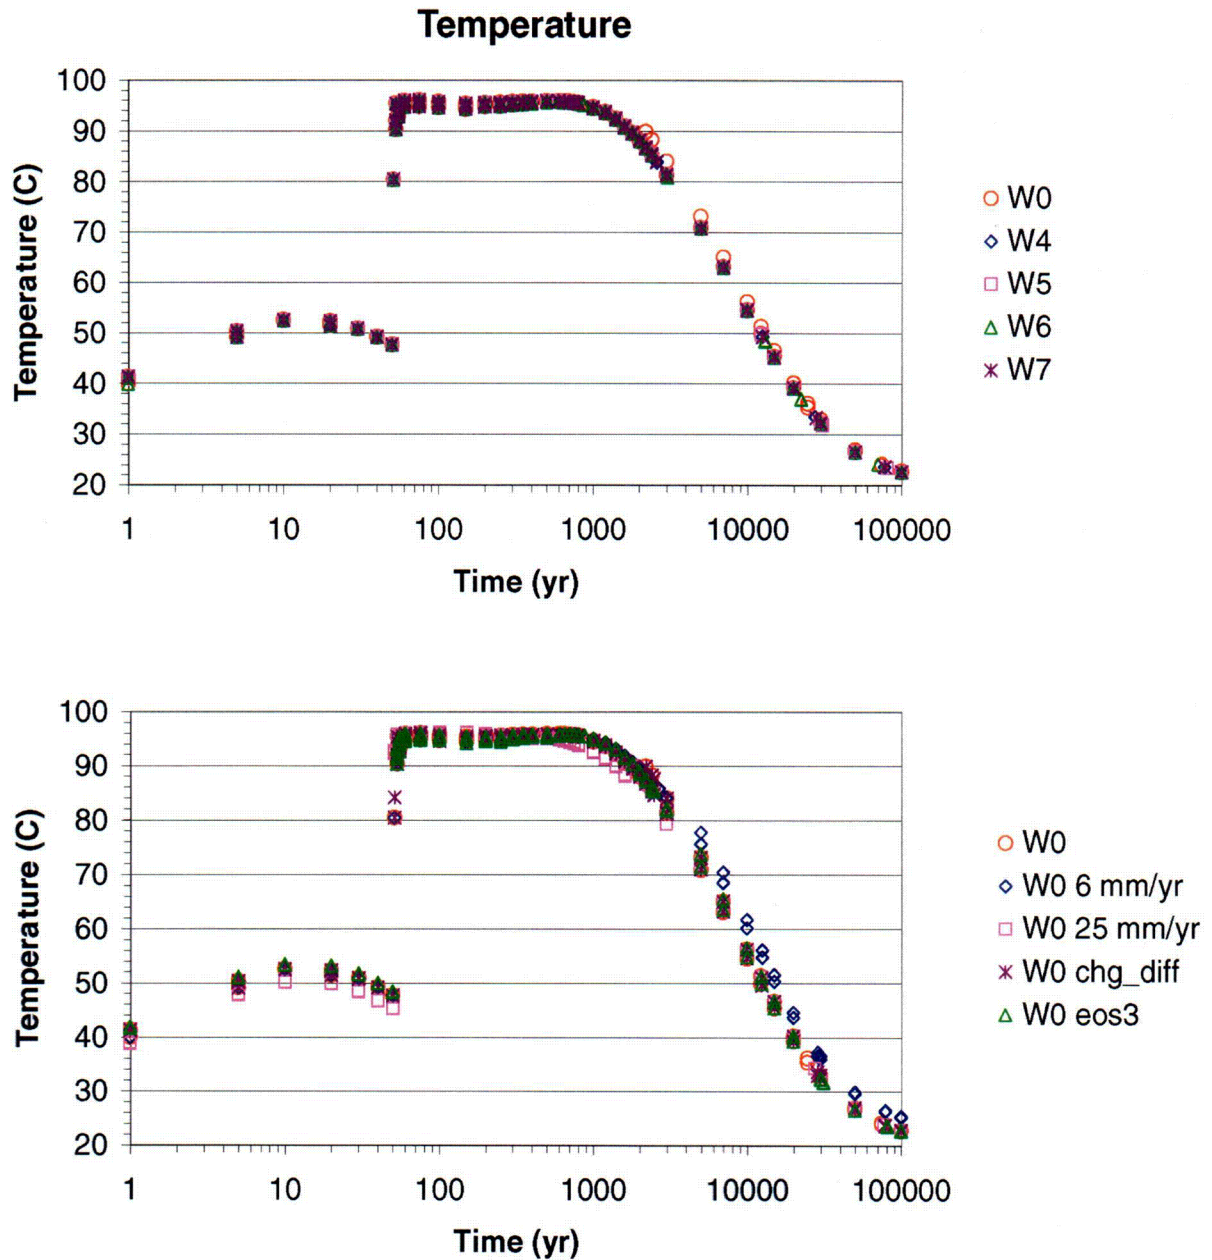 Temperature
100
90
80
70
60
50
40
30
20
Temperature (C)
1 10 100 1000 10000 100000
Time (yr)
W0
W4
W5
W6
W7
100
90
80
70
60
50
40
30
20
Temperature (C)
1 10 100 1000 10000 100000
Time (yr)
W0
W0 6 mm/yr
W0 25 mm/yr
W0 chg_diff
W0 eos3